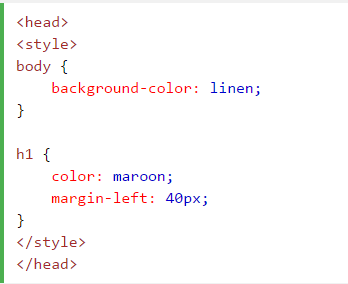 <head>
<style>
body {
    background-color: linen;
}

h1 {
    color: maroon;
    margin-left: 40px;
}
</style>
</head>